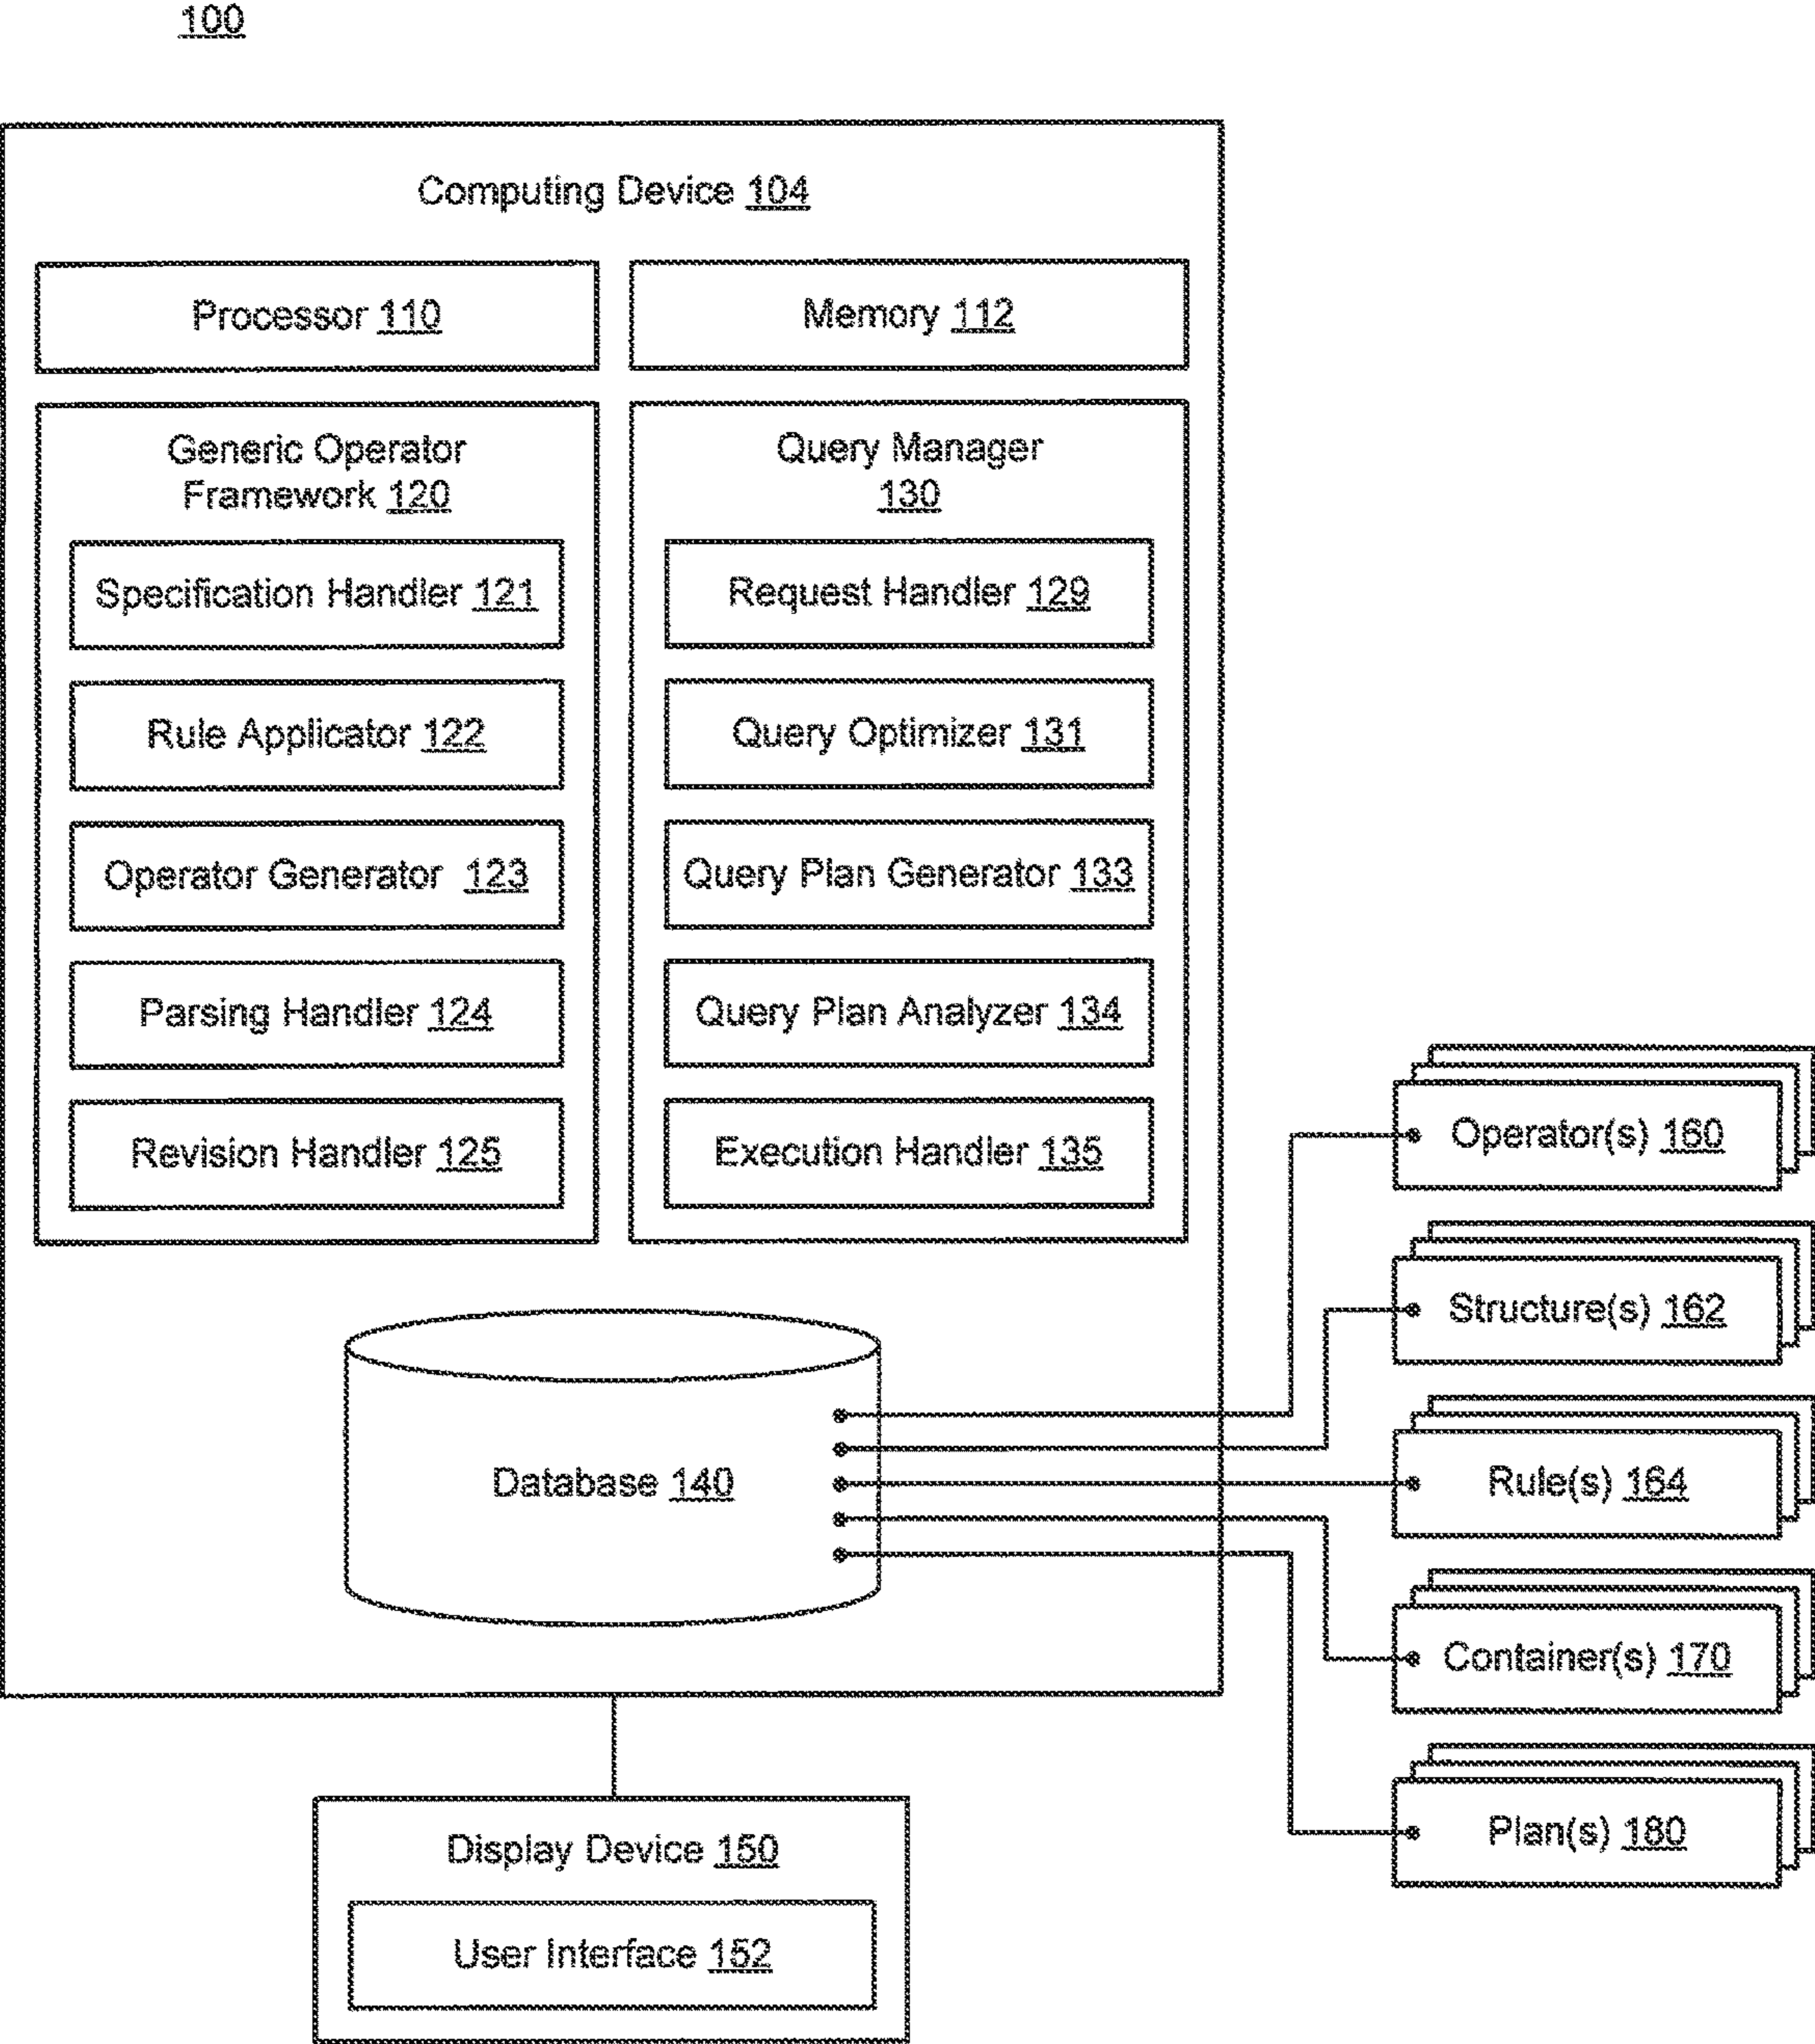 100
Computing Device 104
Processor 110
Memory 112
Generic Operator
Framework 120
Specification Handler 121
Rule Applicator 122
Operator Generator 123
Parsing Handler 124
Revision Handler 125
Query Manager
130
Request Handler 129
Query Optimizer 131
Query Plan Generator 133
Query Plan Analyzer 134
Execution Handler 135
Database 140
Operator(s) 160
Structure(s) 162
Rule(s) 164
Container(s) 170
Plan(s) 180
Display Device 150
User Interface 152